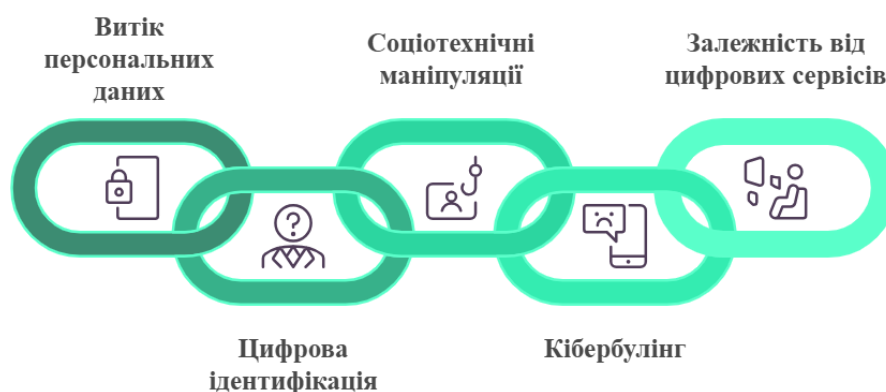 Витік
персональних
даних
Соціотехнічні
маніпуляції
Залежність від
цифрових сервісів
?
Цифрова
ідентифікація
Кібербулінг